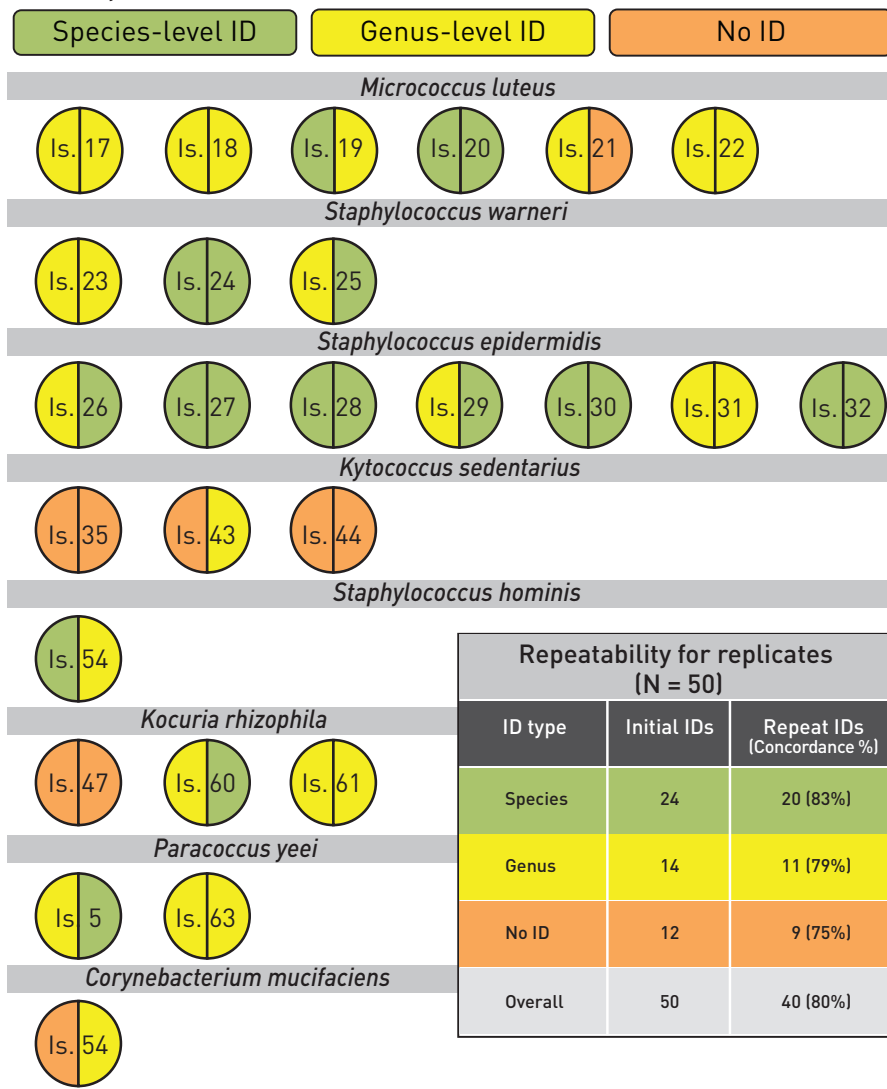 Species-level ID Genus-level ID No ID
Micrococcus luteus
Is. 17 Is. 18 Is. 19 Is. 20 Is. 21 Is. 22
Staphylococcus warneri
Is. 23 Is. 24 Is. 25
Staphylococcus epidermidis
Is. 26 Is. 27 Is. 28 Is. 29 Is. 30 Is. 31 Is. 32
Kytococcus sedentarius
Is. 35 Is. 43 Is. 44
Staphylococcus hominis
Is. 54
Kocuria rhizophila
Is. 47 Is. 60 Is. 61
Paracoccus yeei
Is. 5 Is. 63
Corynebacterium mucifaciens
Is. 54
Repeatability for replicates
(N = 50)
ID type Initial IDs Repeat IDs
(Concordance %)
Species 24 20 (83%)
Genus 14 11 (79%)
No ID 12 9 (75%)
Overall 50 40 (80%)